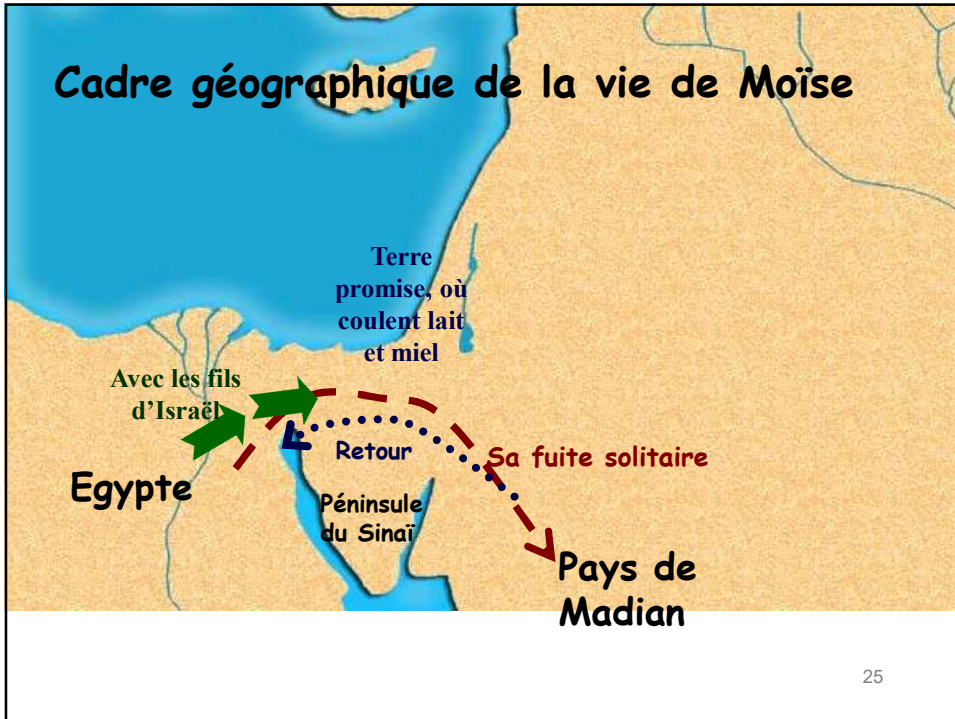 Cadre géographique de la vie de Moïse
Terre
promise, où
coulent lait
et miel
Avec les fils
d’Israël
Retour
Sa fuite solitaire
Egypte
Péninsule
du Sinaï
Pays de
Madian
25